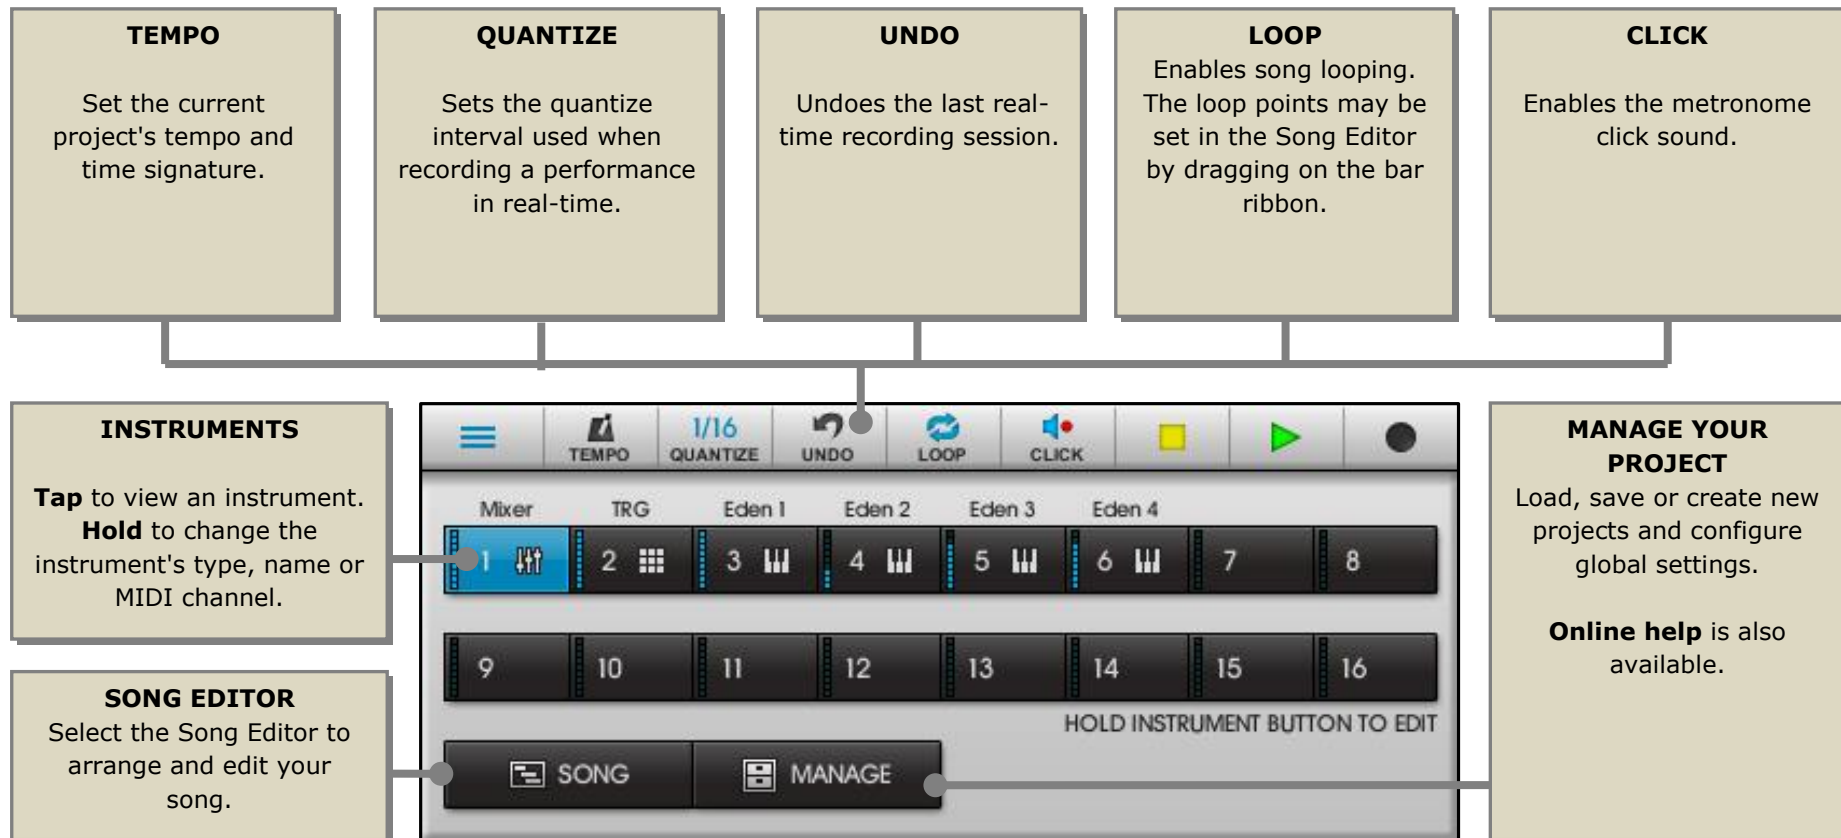 TEMPO
Set the current
project's tempo and
time signature.
QUANTIZE
Sets the quantize
interval used when
recording a performance
in real-time.
UNDO
Undoes the last real-
time recording session.
LOOP
Enables song looping.
The loop points may be
set in the Song Editor
by dragging on the bar
ribbon.
CLICK
Enables the metronome
click sound.
INSTRUMENTS
Tap to view an instrument.
Hold to change the
instrument's type, name or
MIDI channel.
SONG EDITOR
Select the Song Editor to
arrange and edit your
song.
1/16
TEMPO QUANTIZE UNDO LOOP CLICK
Mixer TRG Eden 1 Eden 2 Eden 3 Eden 4
1 2 3 4 5 6 7 8
9 10 11 12 13 14 15 16
HOLD INSTRUMENT BUTTON TO EDIT
SONG MANAGE
MANAGE YOUR
PROJECT
Load, save or create new
projects and configure
global settings.
Online help is also
available.